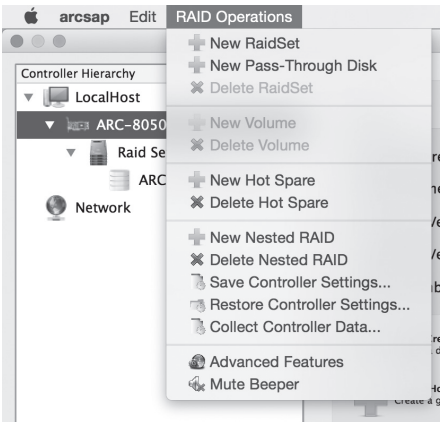 arcsap Edit RAID Operations
New RaidSet
New Pass-Through Disk
Delete RaidSet
New Volume
Delete Volume
New Hot Spare
Delete Hot Spare
New Nested RAID
Delete Nested RAID
Save Controller Settings...
Restore Controller Settings...
Collect Controller Data...
Advanced Features
Mute Beeper
Controller Hierarchy
LocalHost
ARC-8050
Raid Se
ARC
Network
Create a g